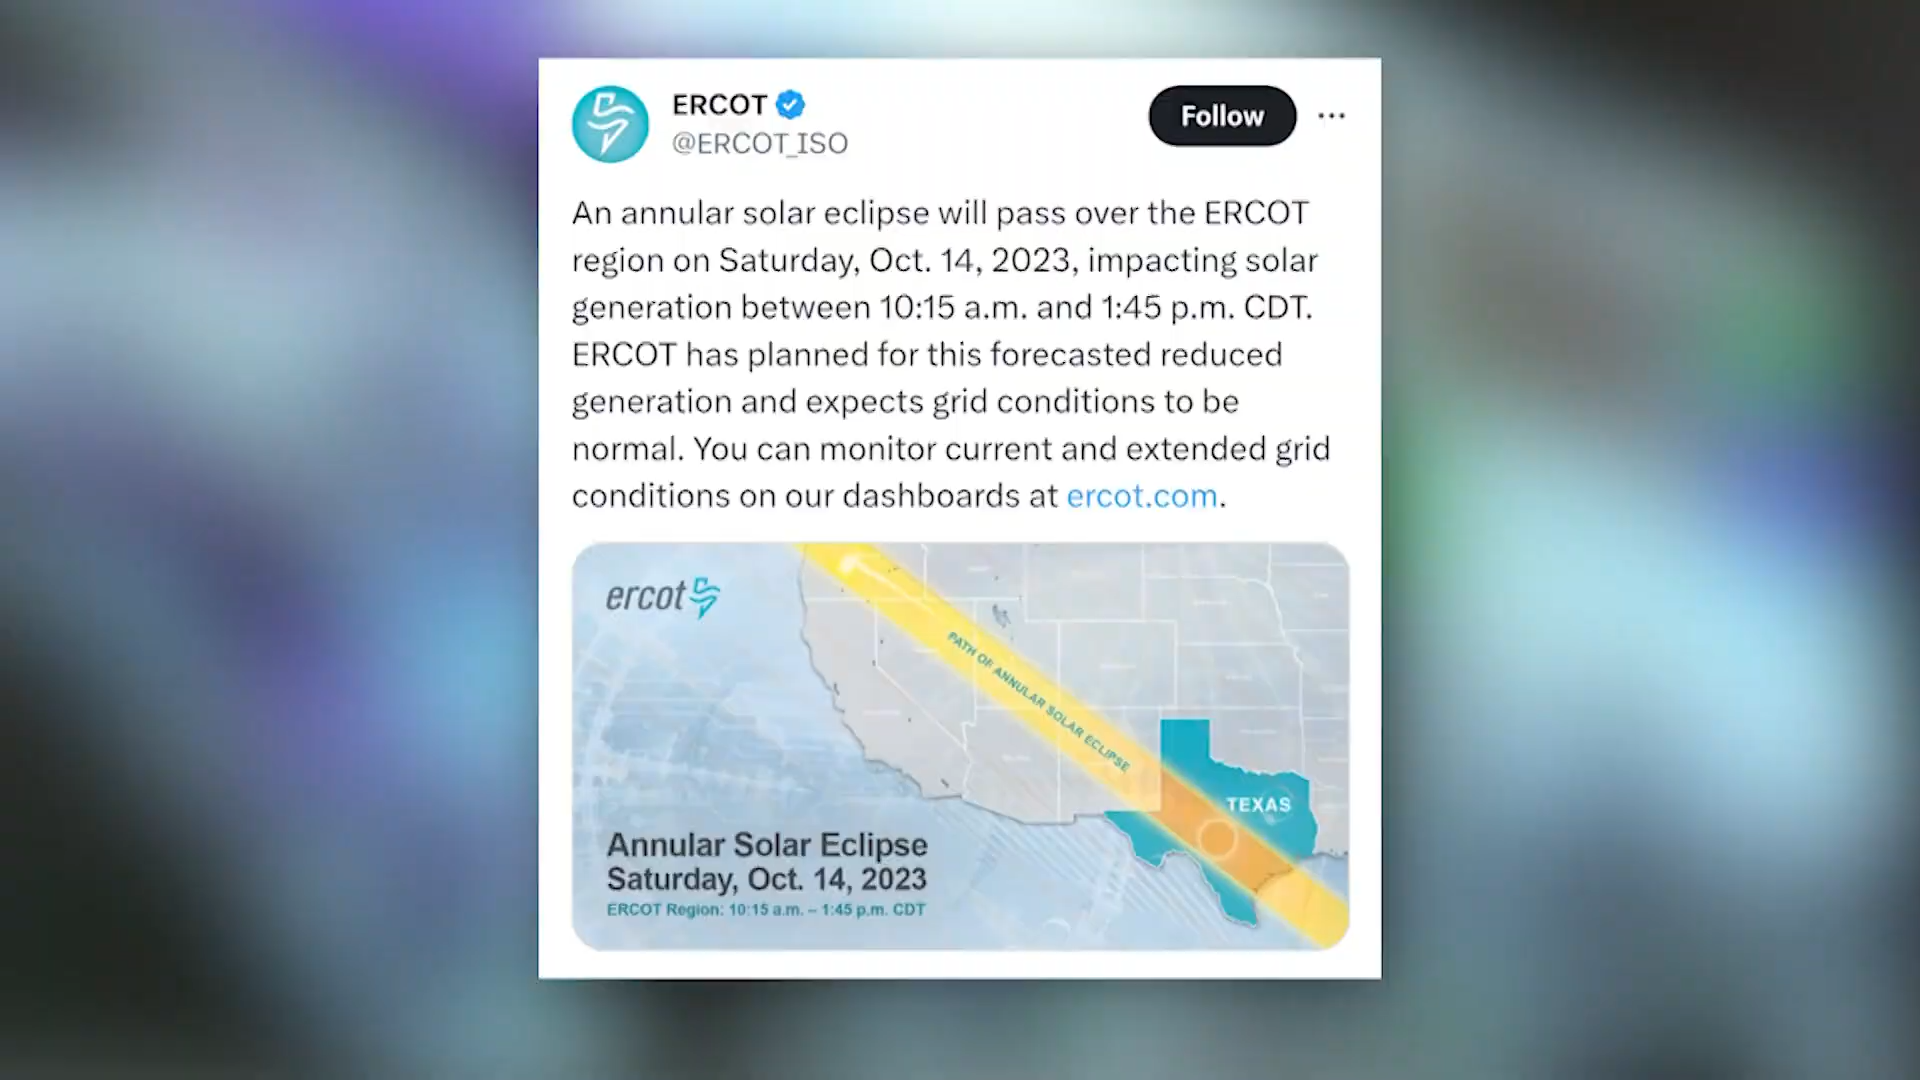 ERCOT
@ERCOT_ISO
Follow
An annular solar eclipse will pass over the ERCOT
region on Saturday, Oct. 14, 2023, impacting solar
generation between 10:15 a.m. and 1:45 p.m. CDT.
ERCOT has planned for this forecasted reduced
generation and expects grid conditions to be
normal. You can monitor current and extended grid
conditions on our dashboards at ercot.com.
ercot
PATH OF ANNULAR SOLAR ECLIPSE
TEXAS
Annular Solar Eclipse
Saturday, Oct. 14, 2023
ERCOT Region: 10:15 a.m. – 1:45 p.m. CDT